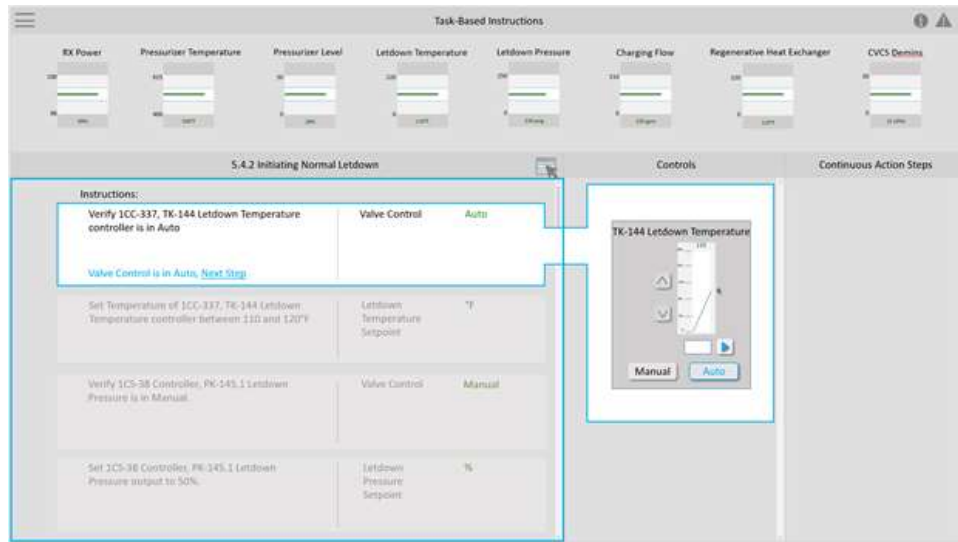 Task-Based Instructions
RX Power
Pressurizer Temperature
Pressurizer Level
Letdown Temperature
Letdown Pressure
Charging Flow
Regenerative Heat Exchanger
CVCS Demins
5.4.2 Initiating Normal Letdown
Controls
Continuous Action Steps
Instructions:
Verify 1CC-337, TK-144 Letdown Temperature
controller is in Auto
Valve Control
Auto
Valve Control is in Auto, Next Step
Set Temperature of 1CC-337, TK-144 Letdown
Temperature controller between 110 and 120°F
Letdown
Temperature
Setpoint
°F
Verify 1CS-38 Controller, PK-145.1 Letdown
Pressure is in Manual.
Valve Control
Manual
Set 1CS-38 Controller, PK-145.1 Letdown
Pressure output to 50%.
Letdown
Pressure
Setpoint
%
TK-144 Letdown Temperature
Manual
Auto